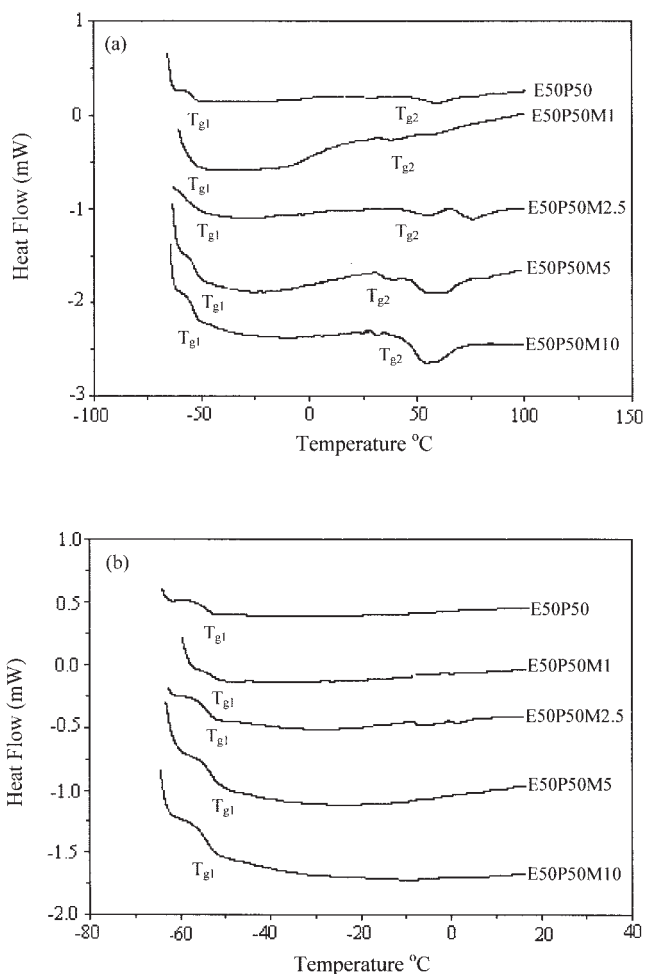 (a)
E50P50
Tg1
Tg2
E50P50M1
Tg1
Tg2
E50P50M2.5
Tg1
Tg2
E50P50M5
Tg1
Tg2
E50P50M10
Tg1
Tg2
1
0
-1
-2
-3
Heat Flow (mW)
-100
-50
0
50
100
150
Temperature °C
(b)
1.0
0.5
0.0
-0.5
-1.0
-1.5
-2.0
Heat Flow (mW)
E50P50
Tg1
E50P50M1
Tg1
E50P50M2.5
Tg1
E50P50M5
Tg1
E50P50M10
Tg1
-80
-60
-40
-20
0
20
40
Temperature °C